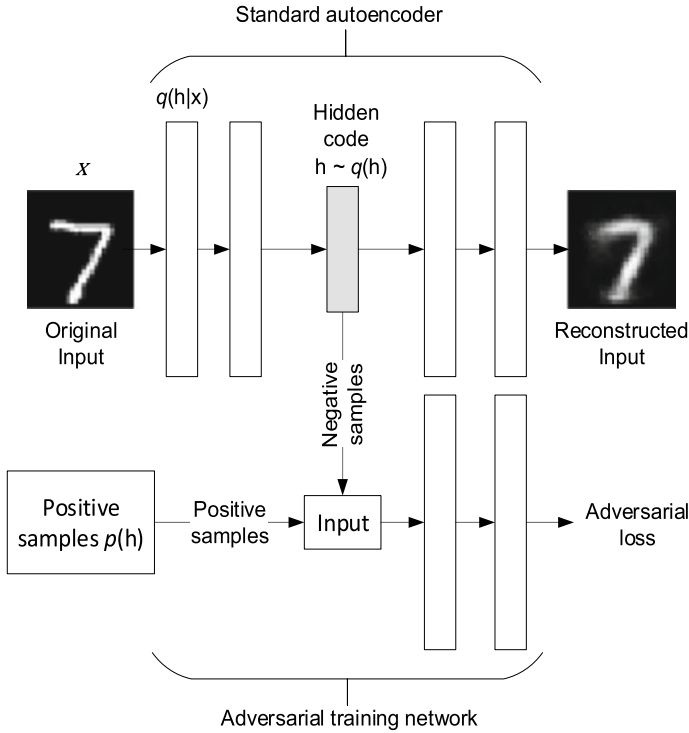 Standard autoencoder
q(h|x)
Hidden
code
h ~ q(h)
x
Original
Input
Reconstructed
Input
Negative
samples
Positive
samples p(h)
Positive
samples
Input
Adversarial
loss
Adversarial training network